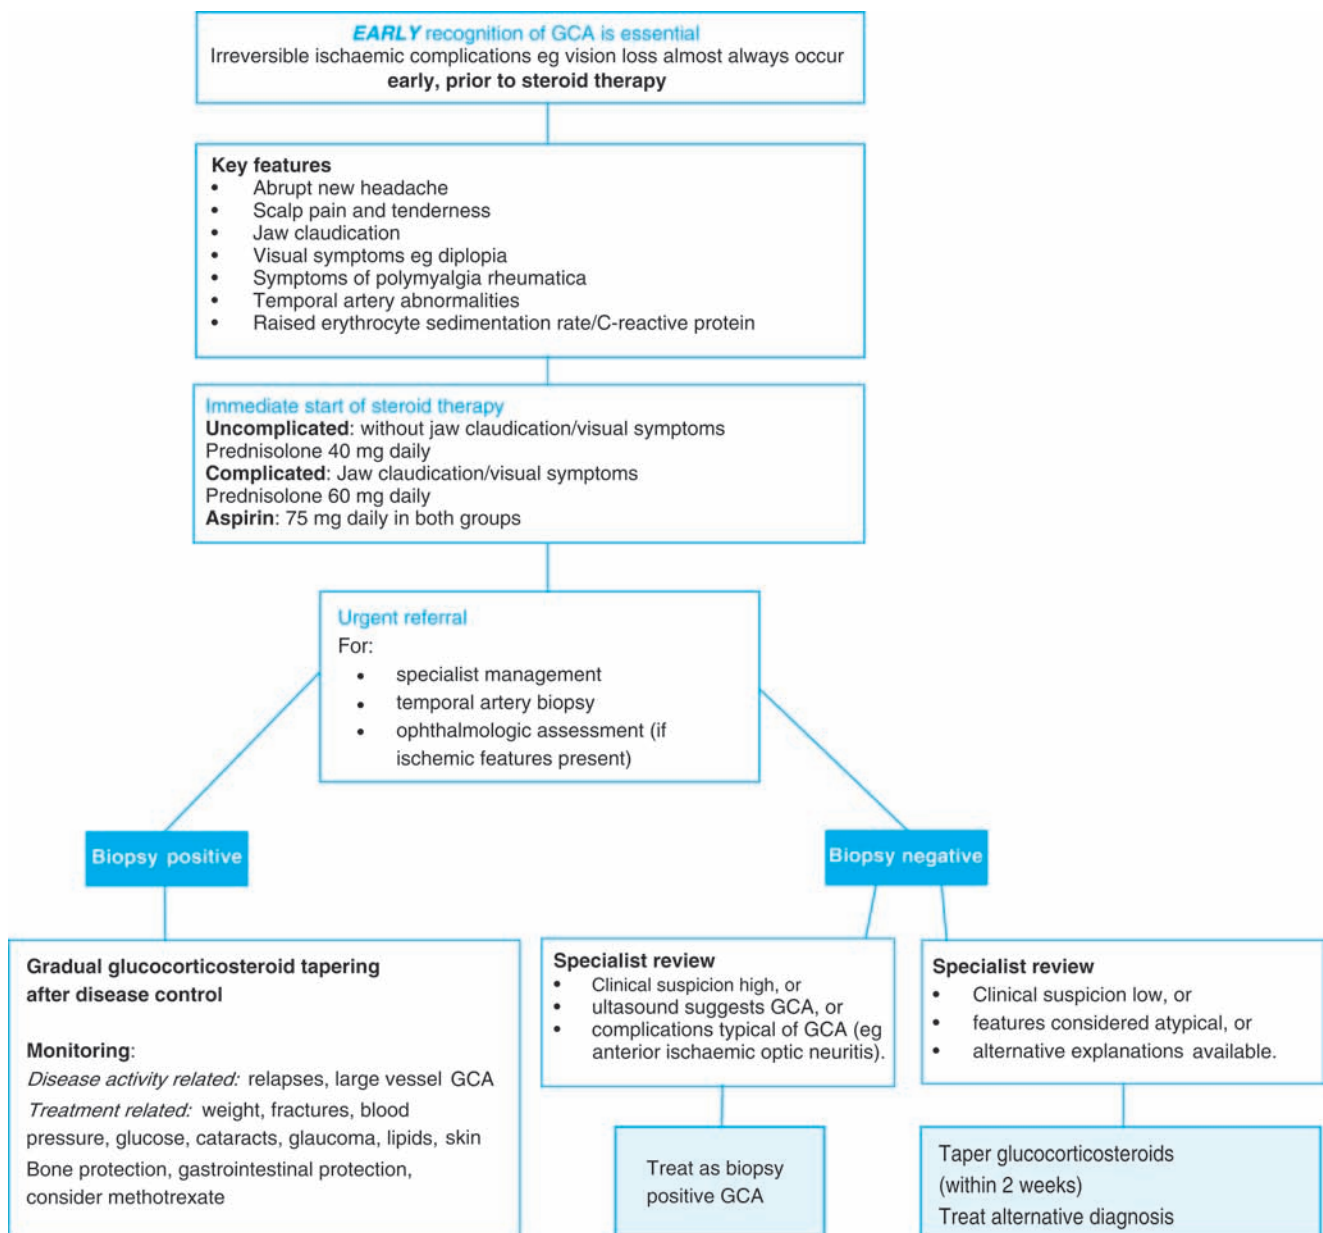 EARLY recognition of GCA is essential
Irreversible ischaemic complications eg vision loss almost always occur
early, prior to steroid therapy
Key features
• Abrupt new headache
• Scalp pain and tenderness
• Jaw claudication
• Visual symptoms eg diplopia
• Symptoms of polymyalgia rheumatica
• Temporal artery abnormalities
• Raised erythrocyte sedimentation rate/C-reactive protein
Immediate start of steroid therapy
Uncomplicated: without jaw claudication/visual symptoms
Prednisolone 40 mg daily
Complicated: Jaw claudication/visual symptoms
Prednisolone 60 mg daily
Aspirin: 75 mg daily in both groups
Urgent referral
For:
• specialist management
• temporal artery biopsy
• ophthalmologic assessment (if
ischemic features present)
Biopsy positive
Biopsy negative
Gradual glucocorticosteroid tapering
after disease control
Monitoring:
Disease activity related: relapses, large vessel GCA
Treatment related: weight, fractures, blood
pressure, glucose, cataracts, glaucoma, lipids, skin
Bone protection, gastrointestinal protection,
consider methotrexate
Specialist review
• Clinical suspicion high, or
• ultasound suggests GCA, or
• complications typical of GCA (eg
anterior ischaemic optic neuritis).
Treat as biopsy
positive GCA
Specialist review
• Clinical suspicion low, or
• features considered atypical, or
• alternative explanations available.
Taper glucocorticosteroids
(within 2 weeks)
Treat alternative diagnosis